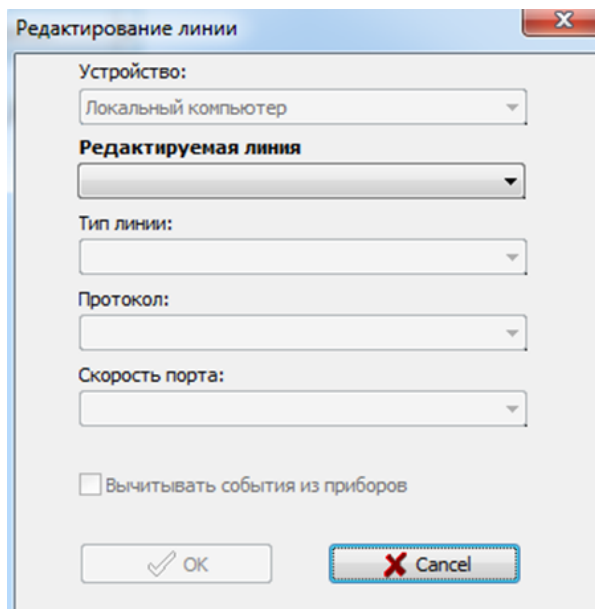 Редактирование линии
Устройство:
Локальный компьютер
Редактируемая линия
Тип линии:
Протокол:
Скорость порта:
Вычитывать события из приборов
OK
Cancel